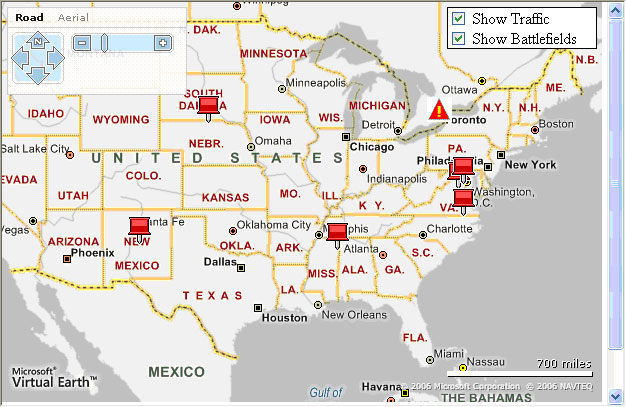 Winnipeg
Road Aerial
N
Show Traffic
Show Battlefields
MINNESOTA
N.B.
Ottawa
ME.
Minneapolis
SOUTH
DAKOTA
IDAHO
WYOMING
WIS.
MICHIGAN
Toronto
N.Y.
N.H.
IOWA
Detroit
Boston
NEBR.
Omaha
Chicago
PA.
New York
Salt Lake City
UNITED STATES
Philadelphia
COLO.
Indianapolis
Washington,
D.C.
EVADA
UTAH
KANSAS
MO.
ILL.
KY.
VA.
Vegas
Santa Fe
Oklahoma City
Memphis
Charlotte
ARIZONA
NEW
MEXICO
OKLA.
ARK.
Atlanta
S.C.
Phoenix
Dallas
MISS.
ALA.
GA.
TEXAS
LA.
Houston
New Orleans
FLA.
Miami
Nassau
700 miles
Microsoft®
Virtual Earth™
MEXICO
Gulf of
Havana
© 2006 Microsoft Corporation © 2006 NAVTEQ
THE BAHAMAS